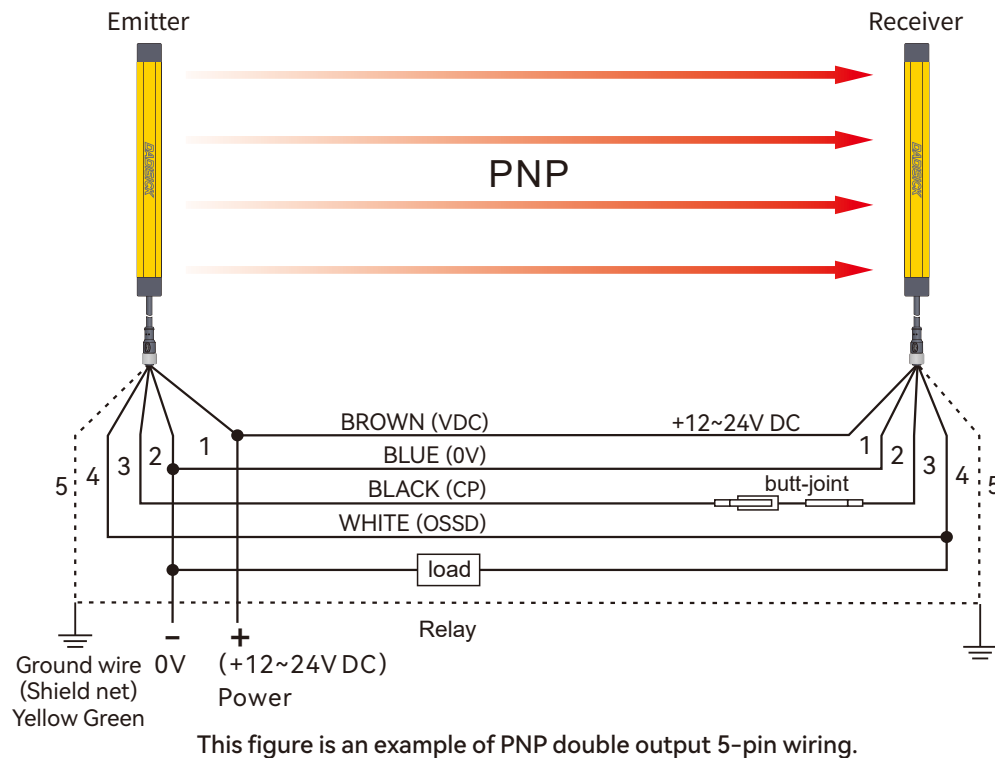 Emitter
Receiver
DADISICK
DADISICK
PNP
BROWN (VDC)
+12~24V DC
BLUE (0V)
BLACK (CP)
butt-joint
WHITE (OSSD)
load
1
2
3
4
5
1
2
3
4
5
Relay
-
+
Ground wire
(Shield net)
Yellow Green
0V
(+12~24V DC)
Power
This figure is an example of PNP double output 5-pin wiring.